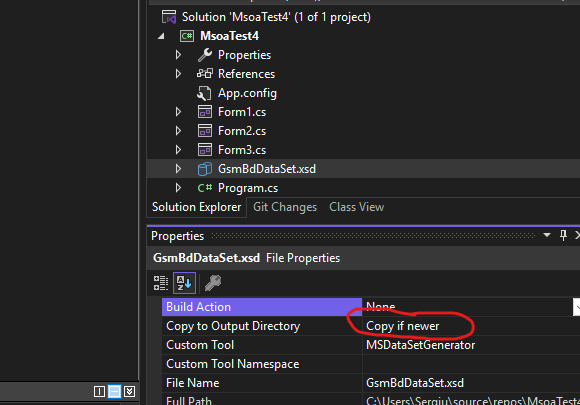 Solution 'MsoaTest4' (1 of 1 project)
C# MsoaTest4
Properties
References
App.config
Form1.cs
Form2.cs
Form3.cs
GsmBdDataSet.xsd
C# Program.cs
Solution Explorer Git Changes Class View
Properties
GsmBdDataSet.xsd File Properties
Build Action None
Copy to Output Directory Copy if newer
Custom Tool MSDataSetGenerator
Custom Tool Namespace
File Name GsmBdDataSet.xsd
Full Path C:\Users\Sergiu\source\repos\MsoaTest4